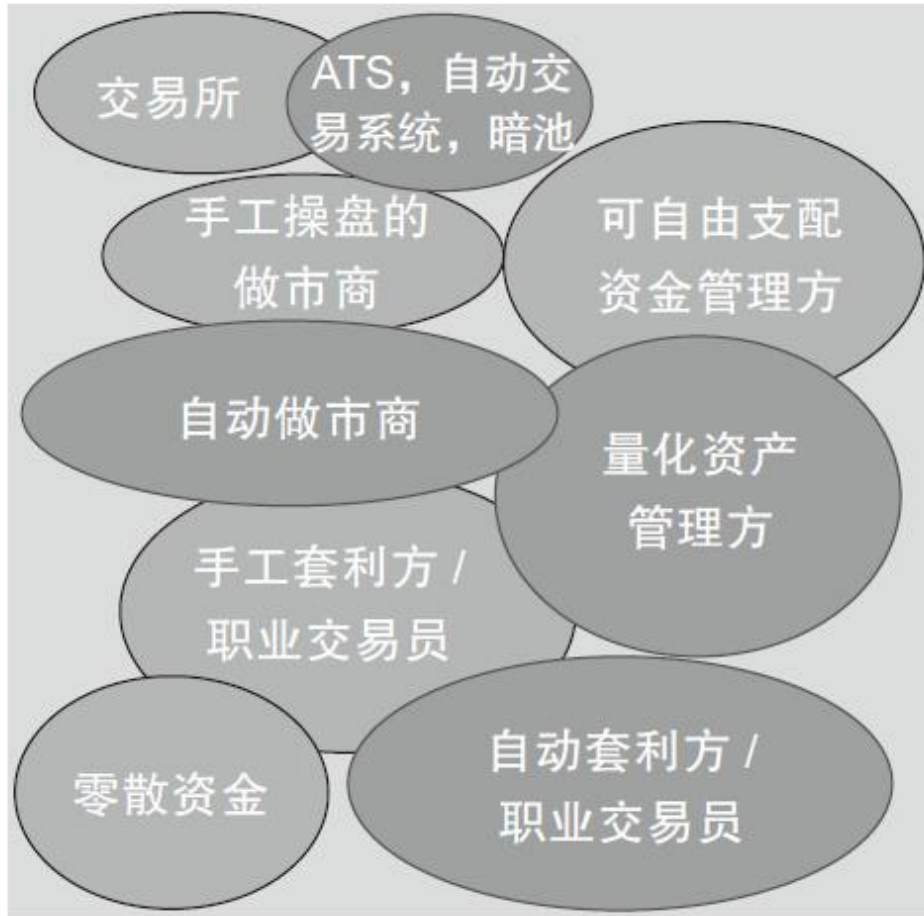 交易所
ATS，自动交
易系统，暗池
手工操盘的
做市商
可自由支配
资金管理方
自动做市商
量化资产
管理方
手工套利方 /
职业交易员
零散资金
自动套利方 /
职业交易员